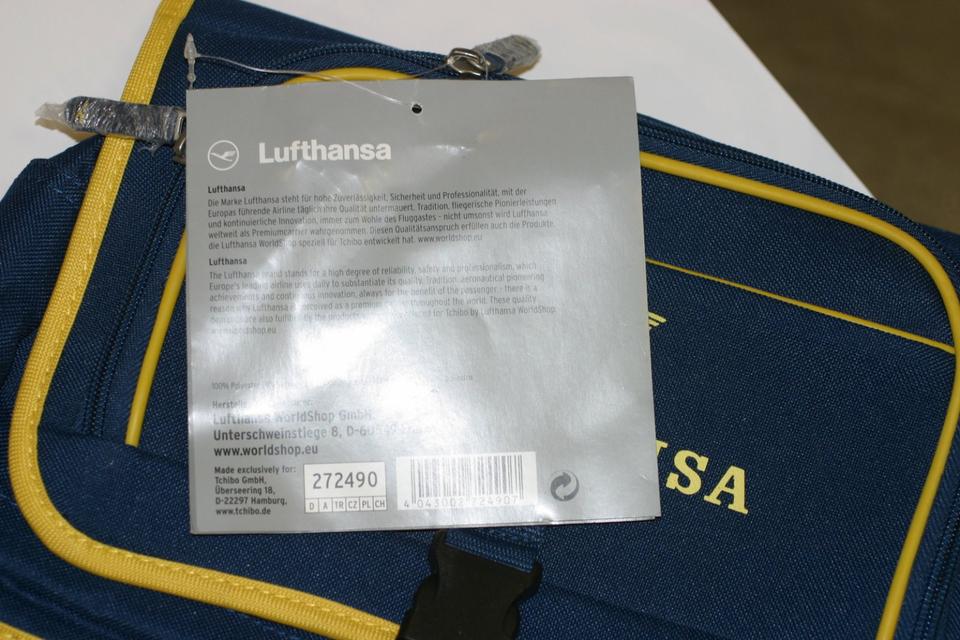 Lufthansa
Lufthansa
Die Marke Lufthansa steht für hohe Zuverlässigkeit, Sicherheit und Professionalität, mit der
Europas führende Airline täglich ihre Qualität untermauert. Tradition, fliegerische Pionierleistungen
und kontinuierliche Innovation, immer zum Wohle des Fluggastes - nicht umsonst wird Lufthansa
weltweit als Premiumcarrier wahrgenommen. Diesen Qualitätsanspruch erfüllen auch die Produkte,
die Lufthansa WorldShop speziell für Tchibo entwickelt hat. www.worldshop.eu
Lufthansa
The Lufthansa brand stands for a high degree of reliability, safety and professionalism, which
Europe's leading airline uses daily to substantiate its quality. Tradition, aeronautical pioneering
achievements and continuous innovation, always for the benefit of the passenger - there is a
reason why Lufthansa is perceived as a premium throughout the world. These quality
also by the products for Tchibo by Lufthansa WorldShop.
100%
Lufthansa WorldShop GmbH,
Unterschweinstiege 8,
www.worldshop.eu
Made exclusively for:
Tchibo GmbH,
Überseering 18,
D-22297 Hamburg,
www.tchibo.de
272490
D A TR CZ PL CH
4 043002 724907
SA